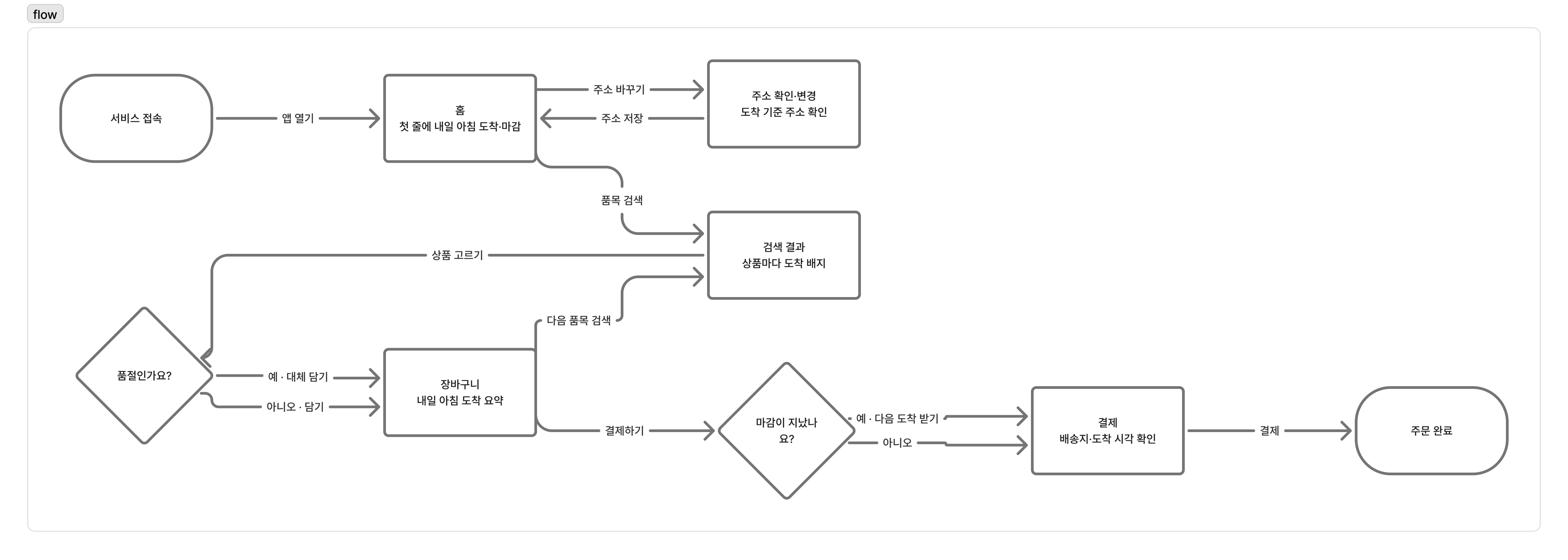 flow
서비스 접속
앱 열기
홈
첫 줄에 내일 아침 도착·마감
주소 바꾸기
주소 저장
주소 확인·변경
도착 기준 주소 확인
품목 검색
검색 결과
상품마다 도착 배지
상품 고르기
다음 품목 검색
품절인가요?
예 · 대체 담기
아니오 · 담기
장바구니
내일 아침 도착 요약
결제하기
마감이 지났나
요?
예 · 다음 도착 받기
아니오
결제
배송지·도착 시각 확인
결제
주문 완료